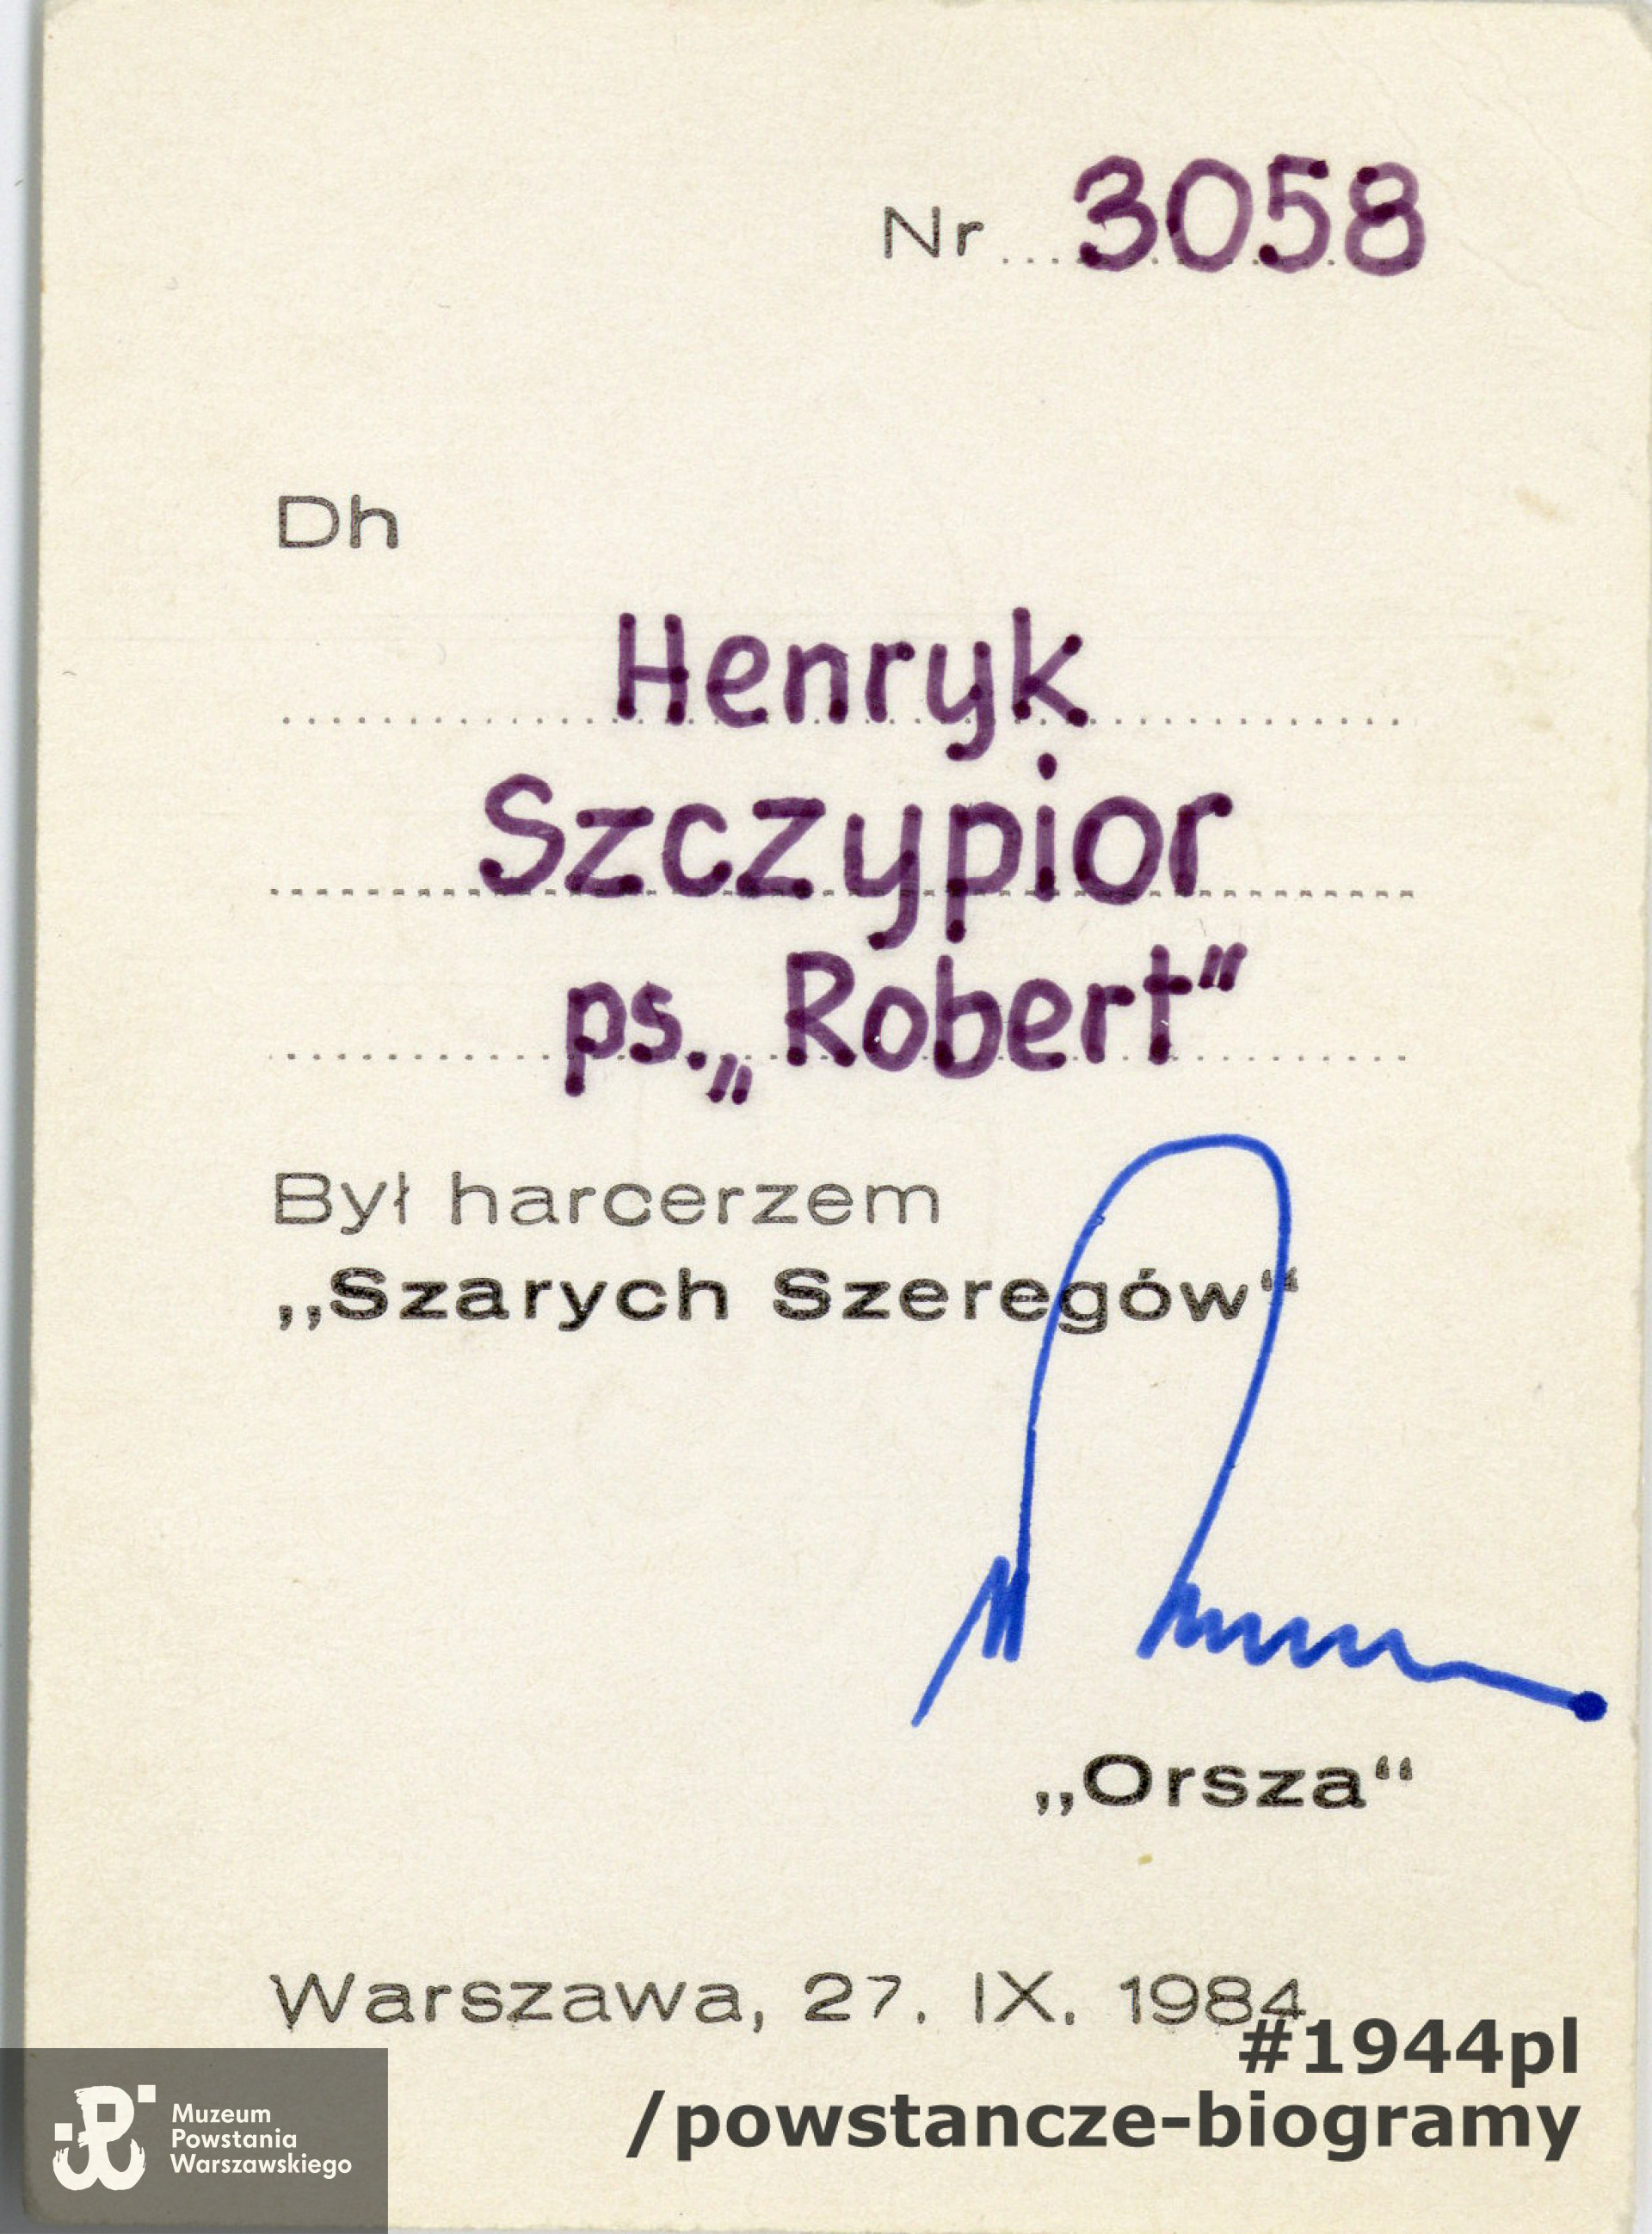 Nr 3058
Dh
Henryk
Szczypior
ps. „Robert"
Był harcerzem
„Szarych Szeregów"
„Orsza"
Warszawa, 27. IX. 1984
#1944pl
/powstancze-biogramy
Muzeum
Powstania
Warszawskiego